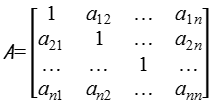 A= [ 1 a12 … a1n
a21 1 … a2n
… … 1 …
an1 an2 … ann ]